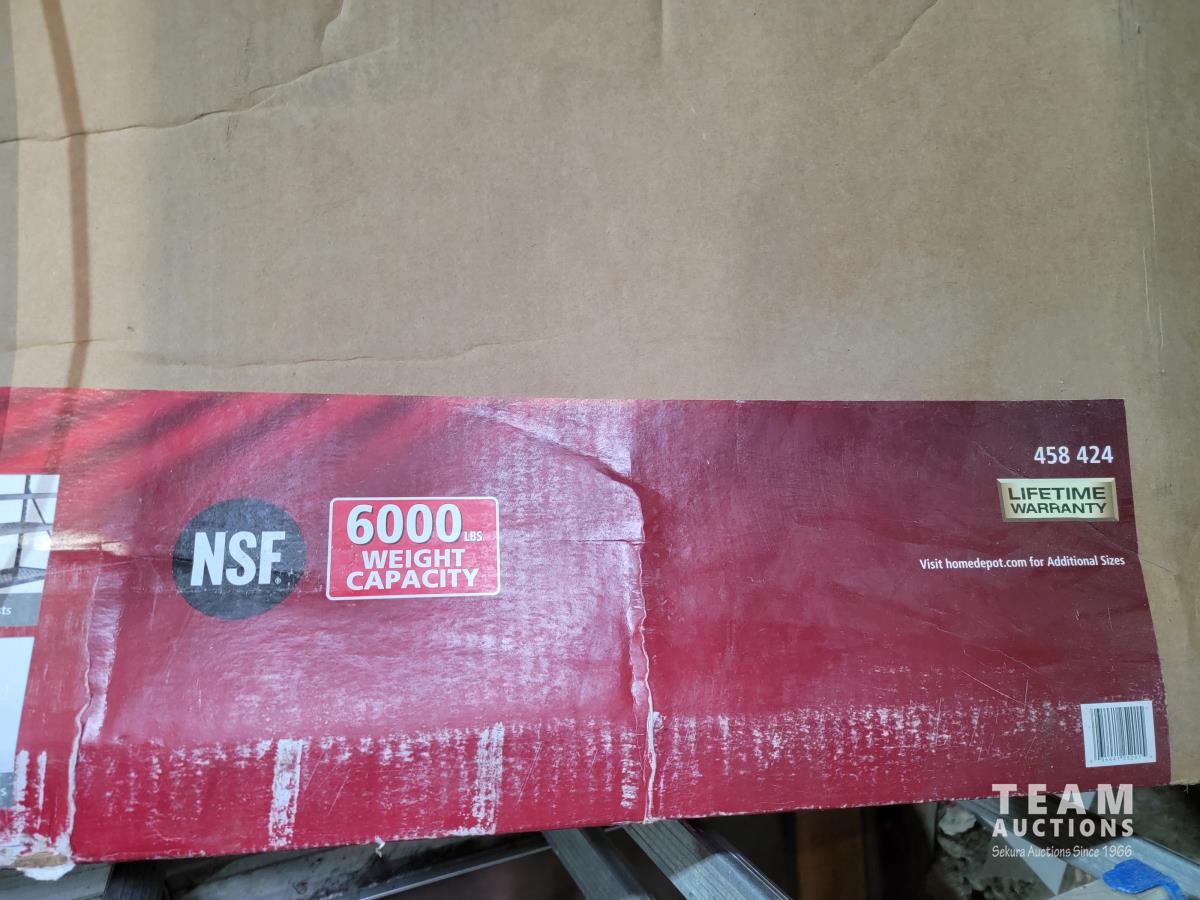 458 424
LIFETIME
WARRANTY
NSF
6000 LBS
WEIGHT
CAPACITY
Visit homedepot.com for Additional Sizes
TEAM
AUCTIONS
Sekura Auctions Since 1966